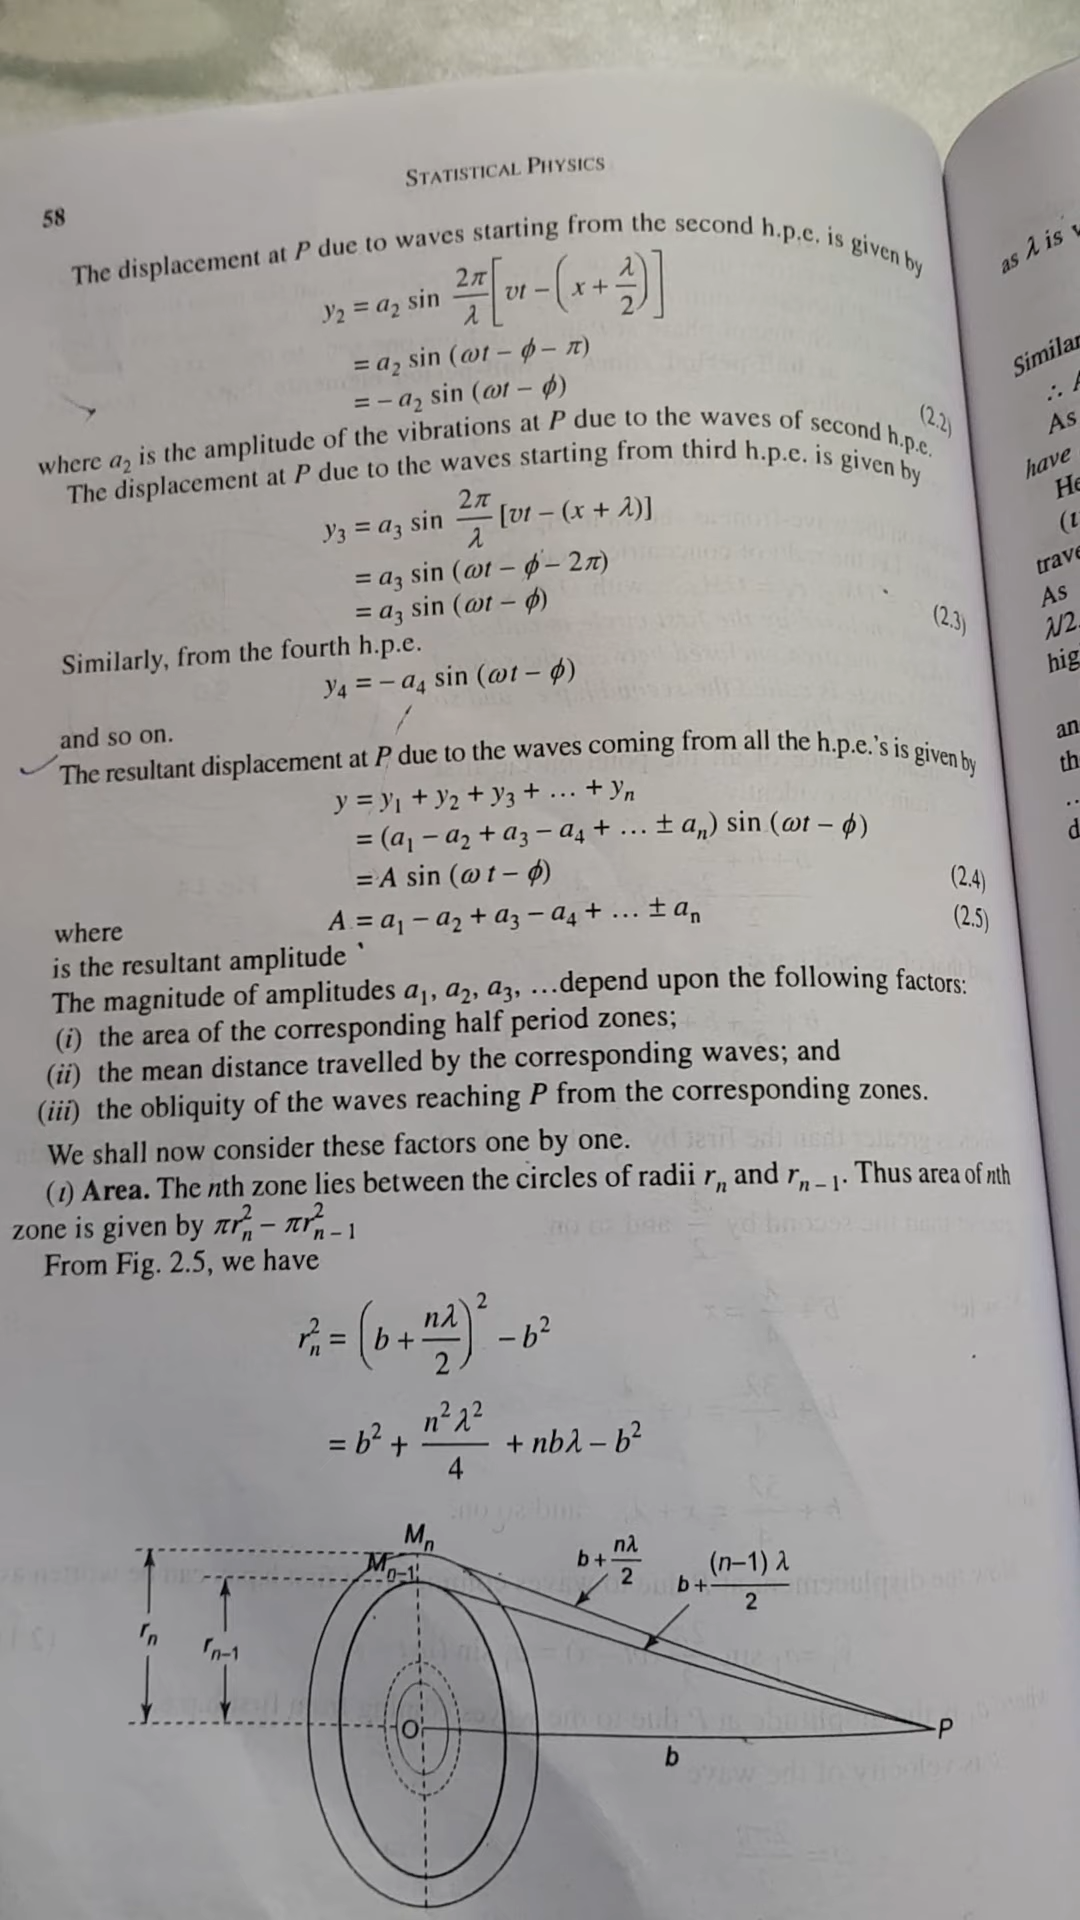 STATISTICAL PHYSICS
58
The displacement at P due to waves starting from the second h.p.e. is given by
y₂ = a₂ sin 2π/λ [vt − (x + λ/2)]
= a₂ sin (ωt − ϕ − π)
= − a₂ sin (ωt − ϕ) (2.2)
where a₂ is the amplitude of the vibrations at P due to the waves of second h.p.e.
The displacement at P due to the waves starting from third h.p.e. is given by
y₃ = a₃ sin 2π/λ [vt − (x + λ)]
= a₃ sin (ωt − ϕ − 2π)
= a₃ sin (ωt − ϕ) (2.3)
Similarly, from the fourth h.p.e.
y₄ = − a₄ sin (ωt − ϕ)
and so on.
The resultant displacement at P due to the waves coming from all the h.p.e.'s is given by
y = y₁ + y₂ + y₃ + ... + yₙ
= (a₁ − a₂ + a₃ − a₄ + ... ± aₙ) sin (ωt − ϕ)
= A sin (ω t − ϕ) (2.4)
where A = a₁ − a₂ + a₃ − a₄ + ... ± aₙ (2.5)
is the resultant amplitude
The magnitude of amplitudes a₁, a₂, a₃, ...depend upon the following factors:
(i) the area of the corresponding half period zones;
(ii) the mean distance travelled by the corresponding waves; and
(iii) the obliquity of the waves reaching P from the corresponding zones.
We shall now consider these factors one by one.
(i) Area. The nth zone lies between the circles of radii rₙ and rₙ₋₁. Thus area of nth
zone is given by πrₙ² − πrₙ₋₁²
From Fig. 2.5, we have
rₙ² = (b + nλ/2)² − b²
= b² + n²λ²/4 + nbλ − b²
Mₙ
Mₙ₋₁
b + nλ/2
b + (n−1) λ/2
rₙ
rₙ₋₁
O
P
b
as λ is
Similar
∴
As
have
He
(i
trave
As
λ/2.
hig
an
th
..
d